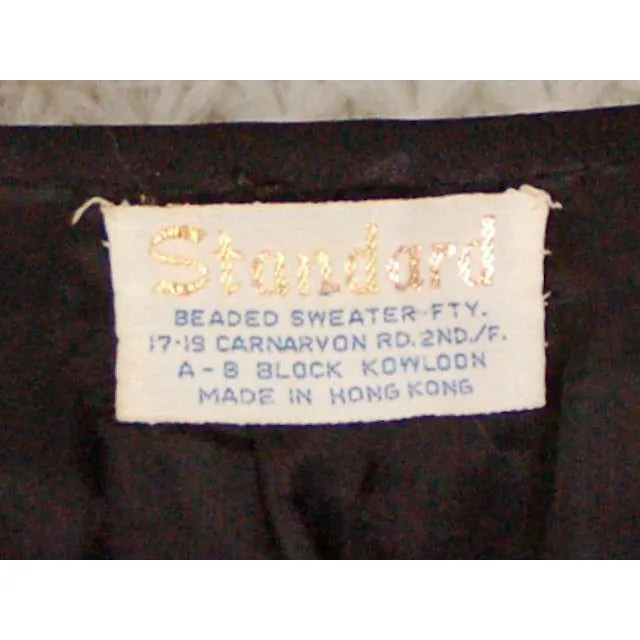 Standard
BEADED SWEATER-FTY.
17-19 CARNARVON RD. 2ND./F.
A-B BLOCK KOWLOON
MADE IN HONG KONG